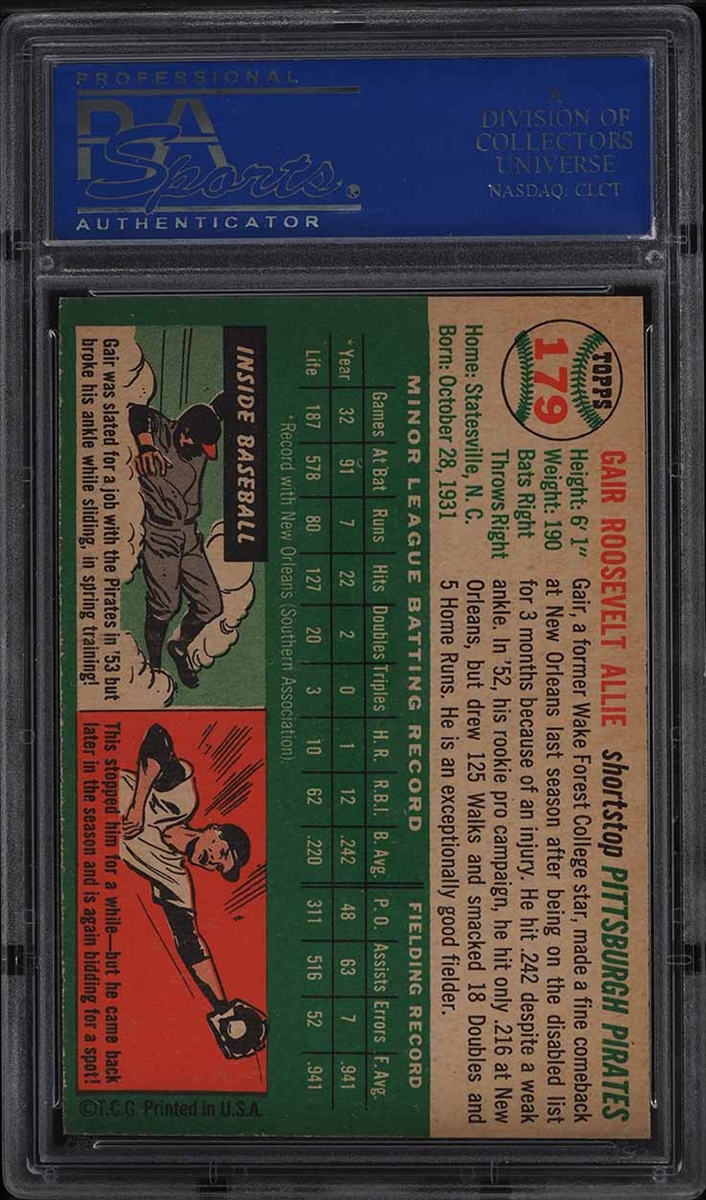 PROFESSIONAL
PSA
Sports.
AUTHENTICATOR
A
DIVISION OF
COLLECTORS
UNIVERSE
NASDAQ: CLCT
TOPPS
179
GAIR ROOSEVELT ALLIE shortstop PITTSBURGH PIRATES
Height: 6' 1"
Weight: 190
Bats Right
Throws Right
Home: Statesville, N. C.
Born: October 28, 1931
Gair, a former Wake Forest College star, made a fine comeback
at New Orleans last season after being on the disabled list
for 3 months because of an injury. He hit .242 despite a weak
ankle. In '52, his rookie pro campaign, he hit only .216 at New
Orleans, but drew 125 Walks and smacked 18 Doubles and
5 Home Runs. He is an exceptionally good fielder.
MINOR LEAGUE BATTING RECORD FIELDING RECORD
Games At Bat Runs Hits Doubles Triples H.R. R.B.I. B. Avg. P. O. Assists Errors F. Avg.
*Year 32 91 7 22 2 0 1 12 .242 48 63 7 .941
Life 187 578 80 127 20 3 10 62 .220 311 516 52 .941
*Record with New Orleans (Southern Association).
INSIDE BASEBALL
Gair was slated for a job with the Pirates in '53 but
broke his ankle while sliding, in spring training!
This stopped him for a while—but he came back
later in the season and is again bidding for a spot!
©T.C.G. Printed in U.S.A.